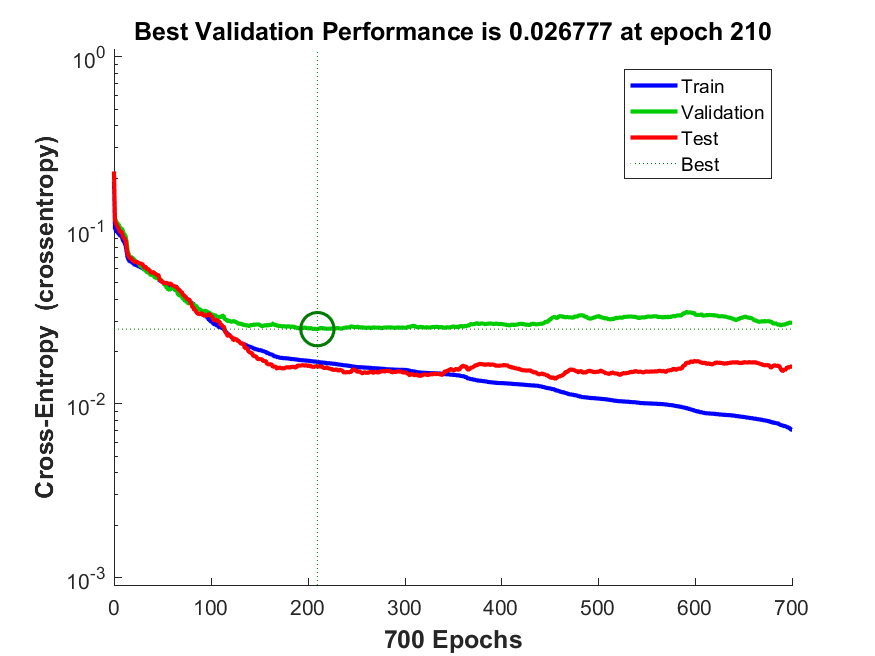 Best Validation Performance is 0.026777 at epoch 210
10^0
10^-1
10^-2
10^-3
Cross-Entropy (crossentropy)
Train
Validation
Test
Best
0 100 200 300 400 500 600 700
700 Epochs